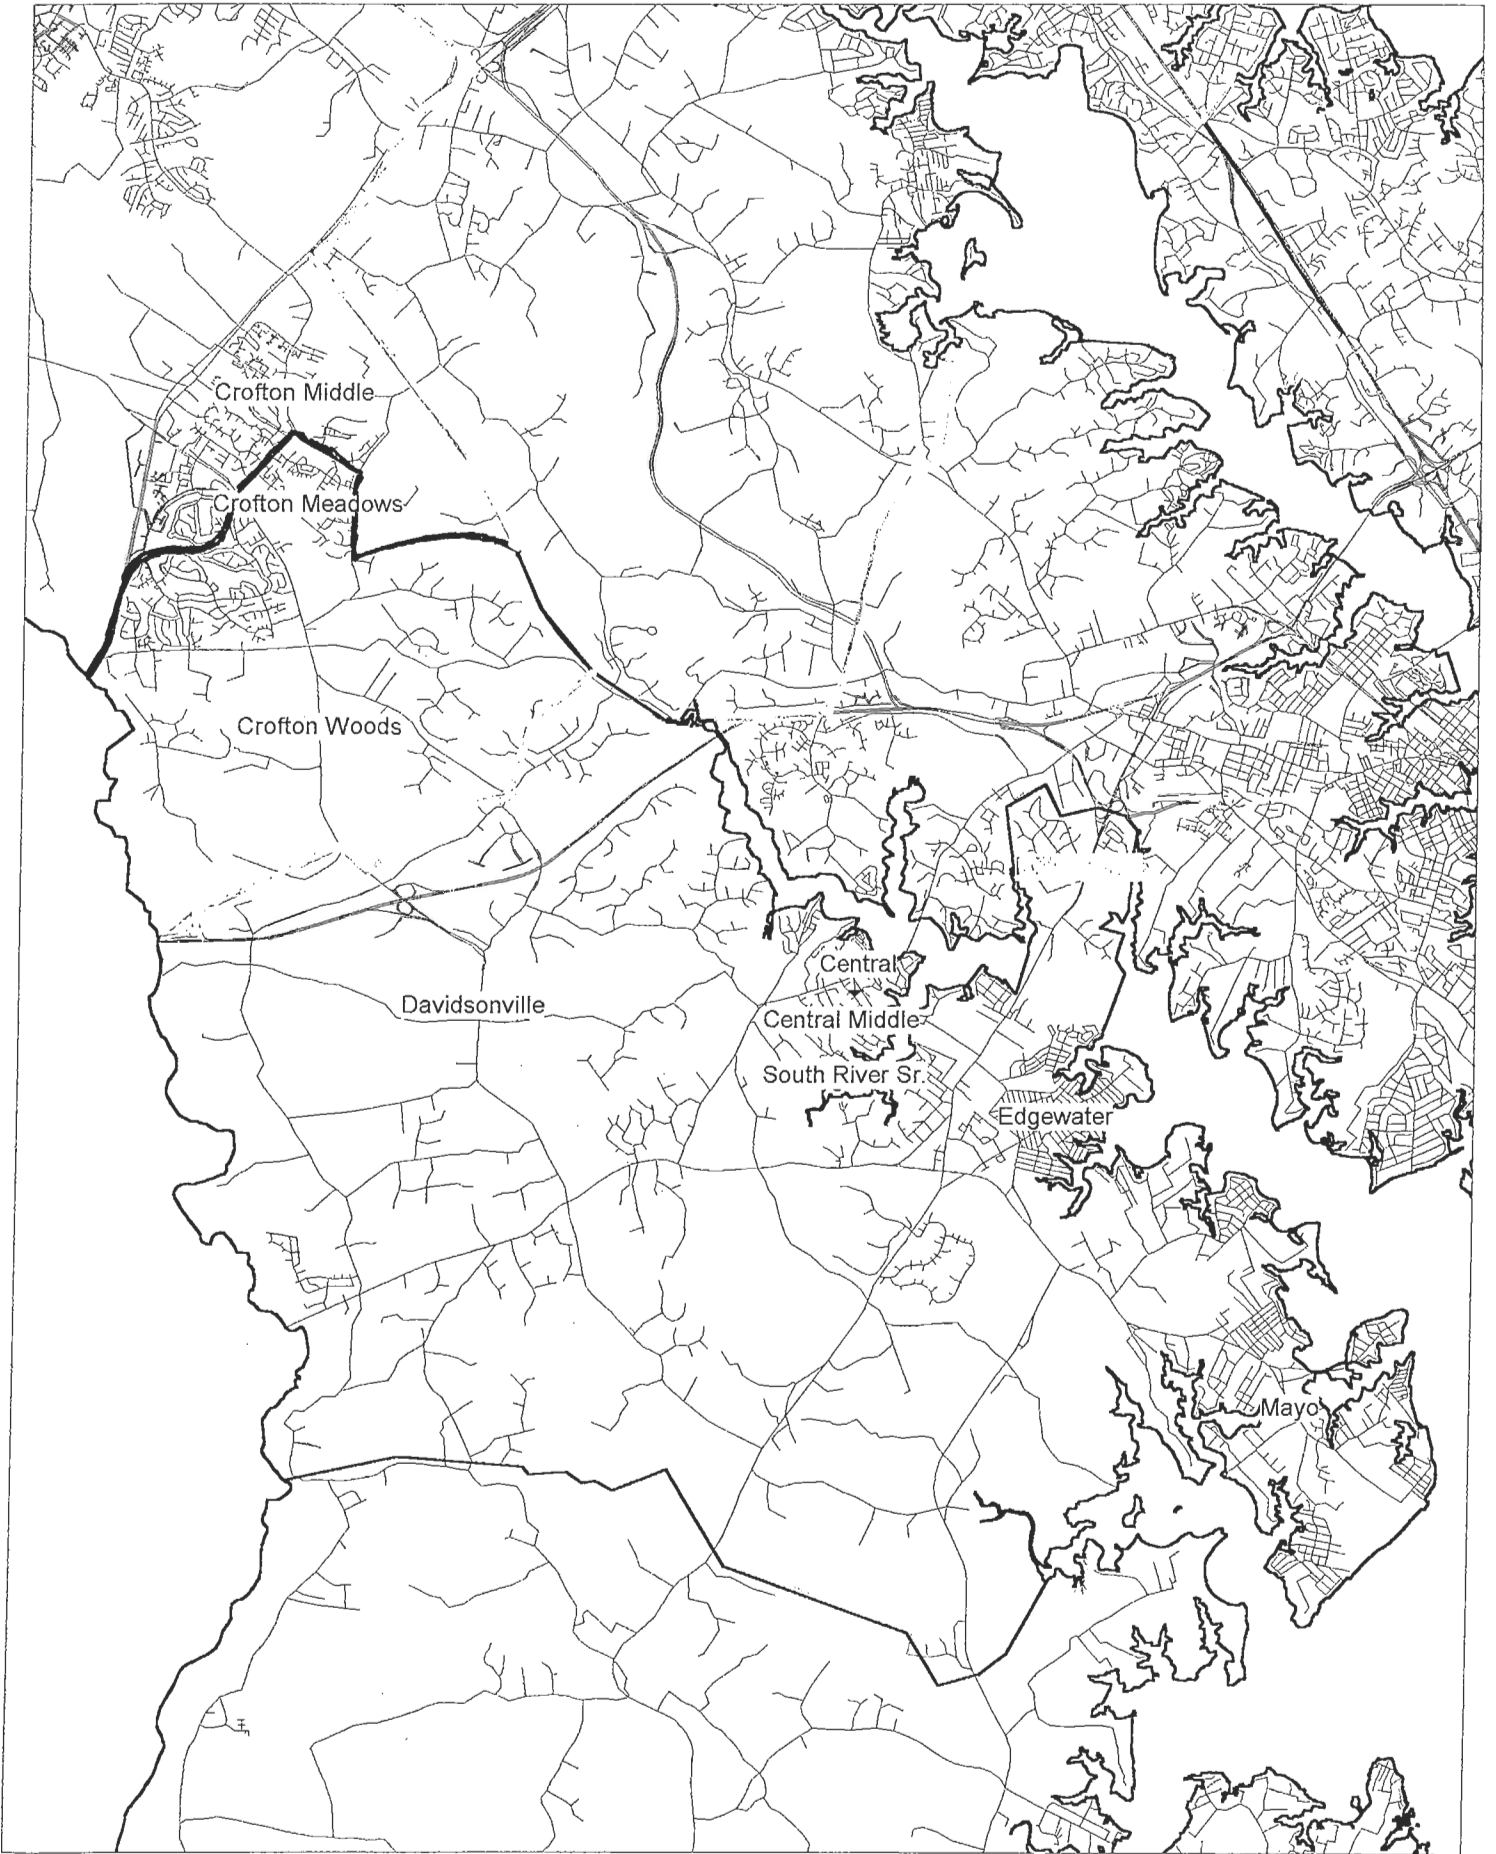 Crofton Middle
Crofton Meadows
Crofton Woods
Central
Davidsonville
Central Middle
South River Sr.
Edgewater
Mayo